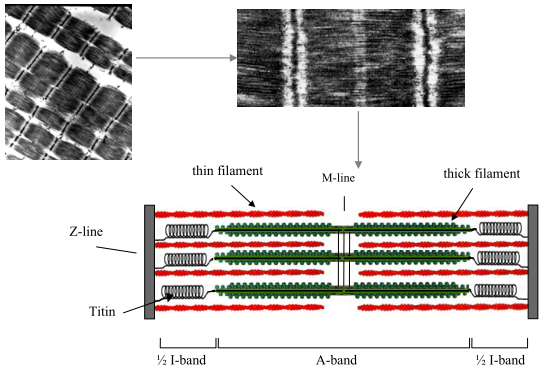 thin filament
M-line
thick filament
Z-line
Titin
½ I-band
A-band
½ I-band